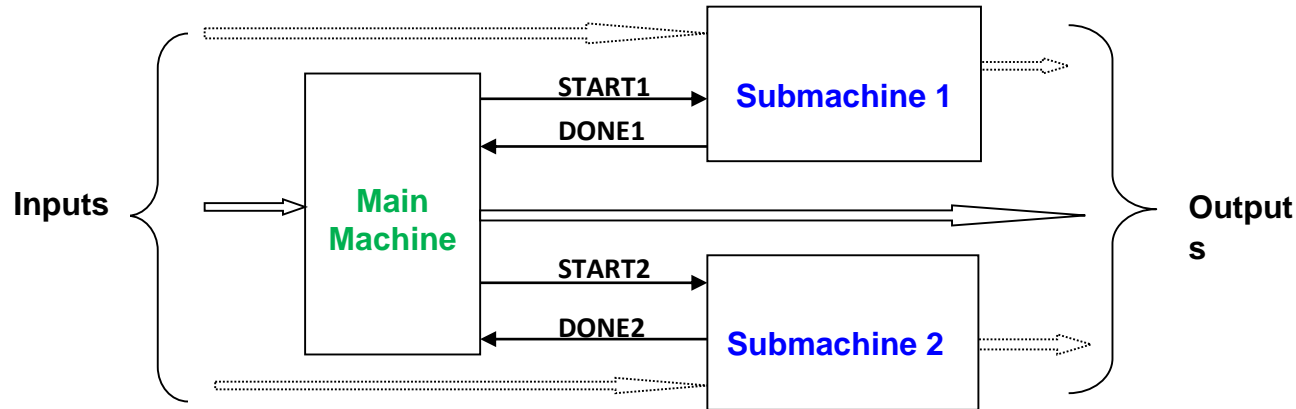 START1
Submachine 1
DONE1
Inputs
Main
Machine
Output
s
START2
DONE2
Submachine 2